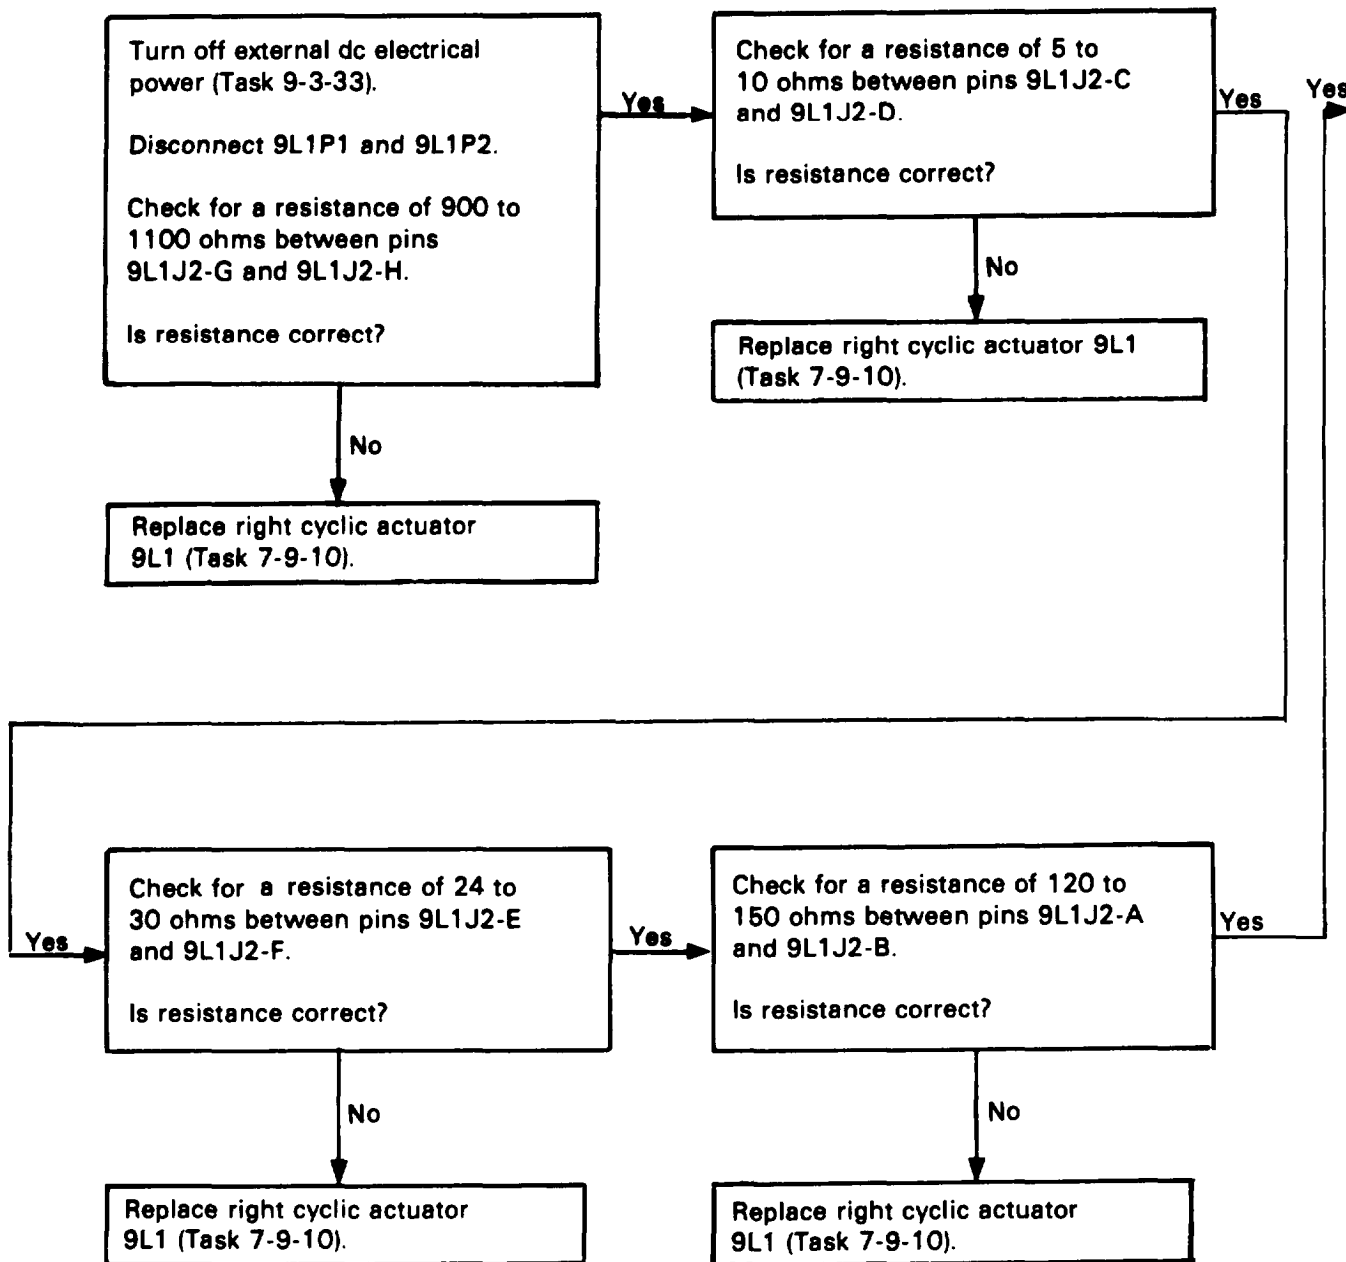 Turn off external dc electrical
power (Task 9-3-33).
Disconnect 9L1P1 and 9L1P2.
Check for a resistance of 900 to
1100 ohms between pins
9L1J2-G and 9L1J2-H.
Is resistance correct?
Yes
No
Replace right cyclic actuator
9L1 (Task 7-9-10).
Check for a resistance of 5 to
10 ohms between pins 9L1J2-C
and 9L1J2-D.
Is resistance correct?
Yes
No
Replace right cyclic actuator 9L1
(Task 7-9-10).
Yes
Yes
Check for a resistance of 24 to
30 ohms between pins 9L1J2-E
and 9L1J2-F.
Is resistance correct?
Yes
No
Replace right cyclic actuator
9L1 (Task 7-9-10).
Check for a resistance of 120 to
150 ohms between pins 9L1J2-A
and 9L1J2-B.
Is resistance correct?
Yes
No
Replace right cyclic actuator
9L1 (Task 7-9-10).